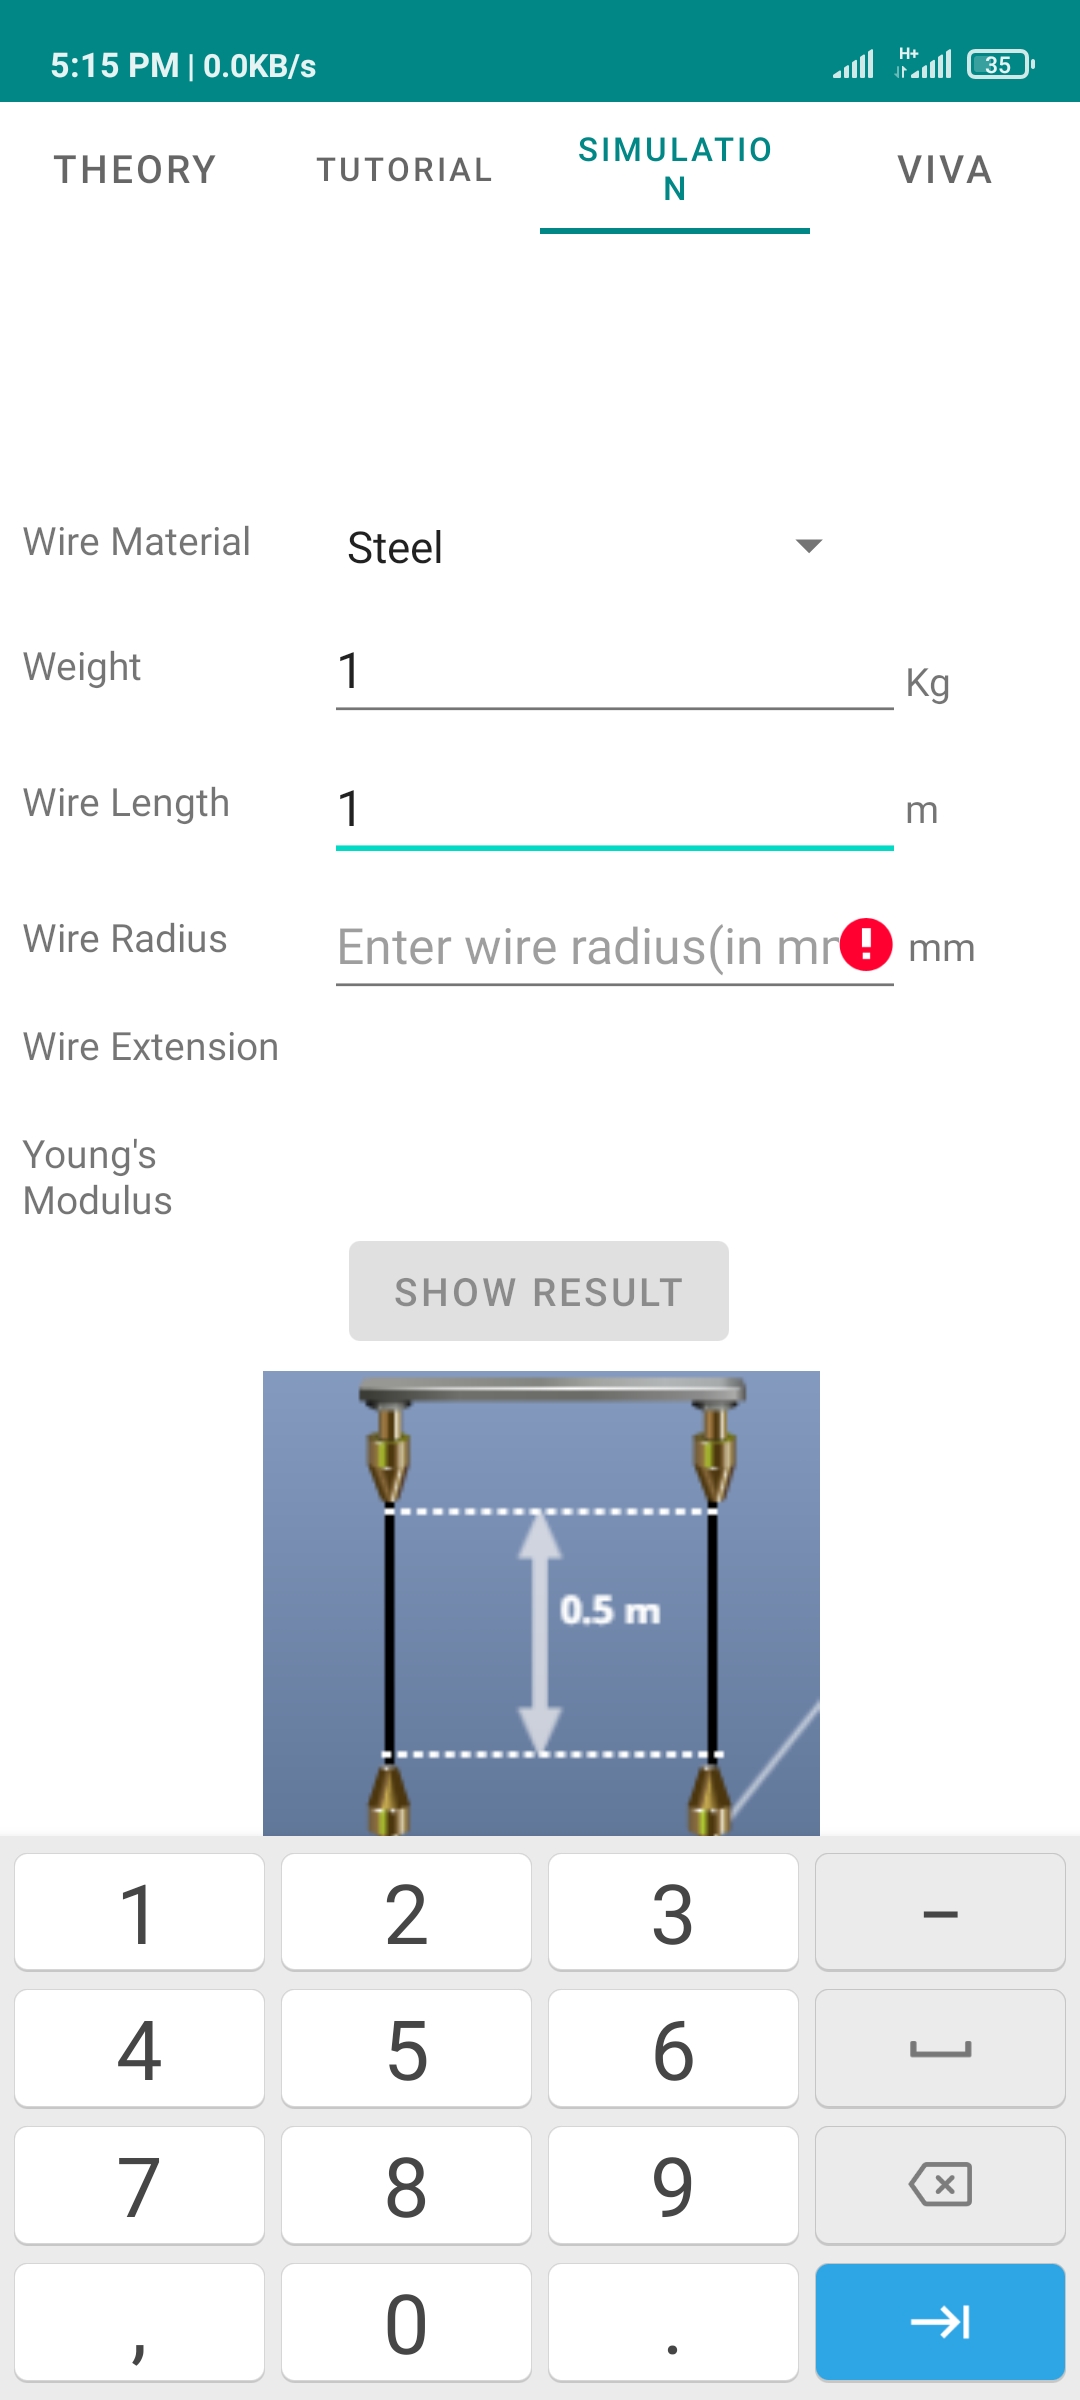 5:15 PM | 0.0KB/s H+ 35
THEORY TUTORIAL SIMULATIO
N VIVA
Wire Material Steel
Weight 1 Kg
Wire Length 1 m
Wire Radius Enter wire radius(in mm mm
Wire Extension
Young's
Modulus
SHOW RESULT
0.5 m
1 2 3 –
4 5 6
7 8 9
, 0 .